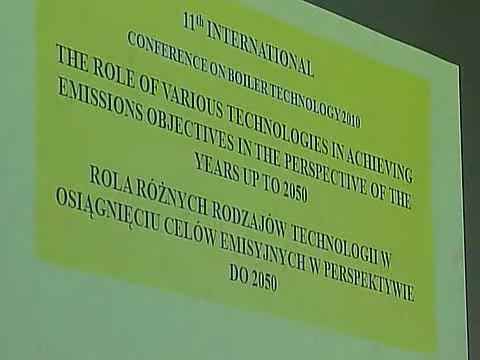 11th INTERNATIONAL
CONFERENCE ON BOILER TECHNOLOGY 2010
THE ROLE OF VARIOUS TECHNOLOGIES IN ACHIEVING
EMISSIONS OBJECTIVES IN THE PERSPECTIVE OF THE
YEARS UP TO 2050
ROLA RÓŻNYCH RODZAJÓW TECHNOLOGII W
OSIĄGNIĘCIU CELÓW EMISYJNYCH W PERSPEKTYWIE
DO 2050